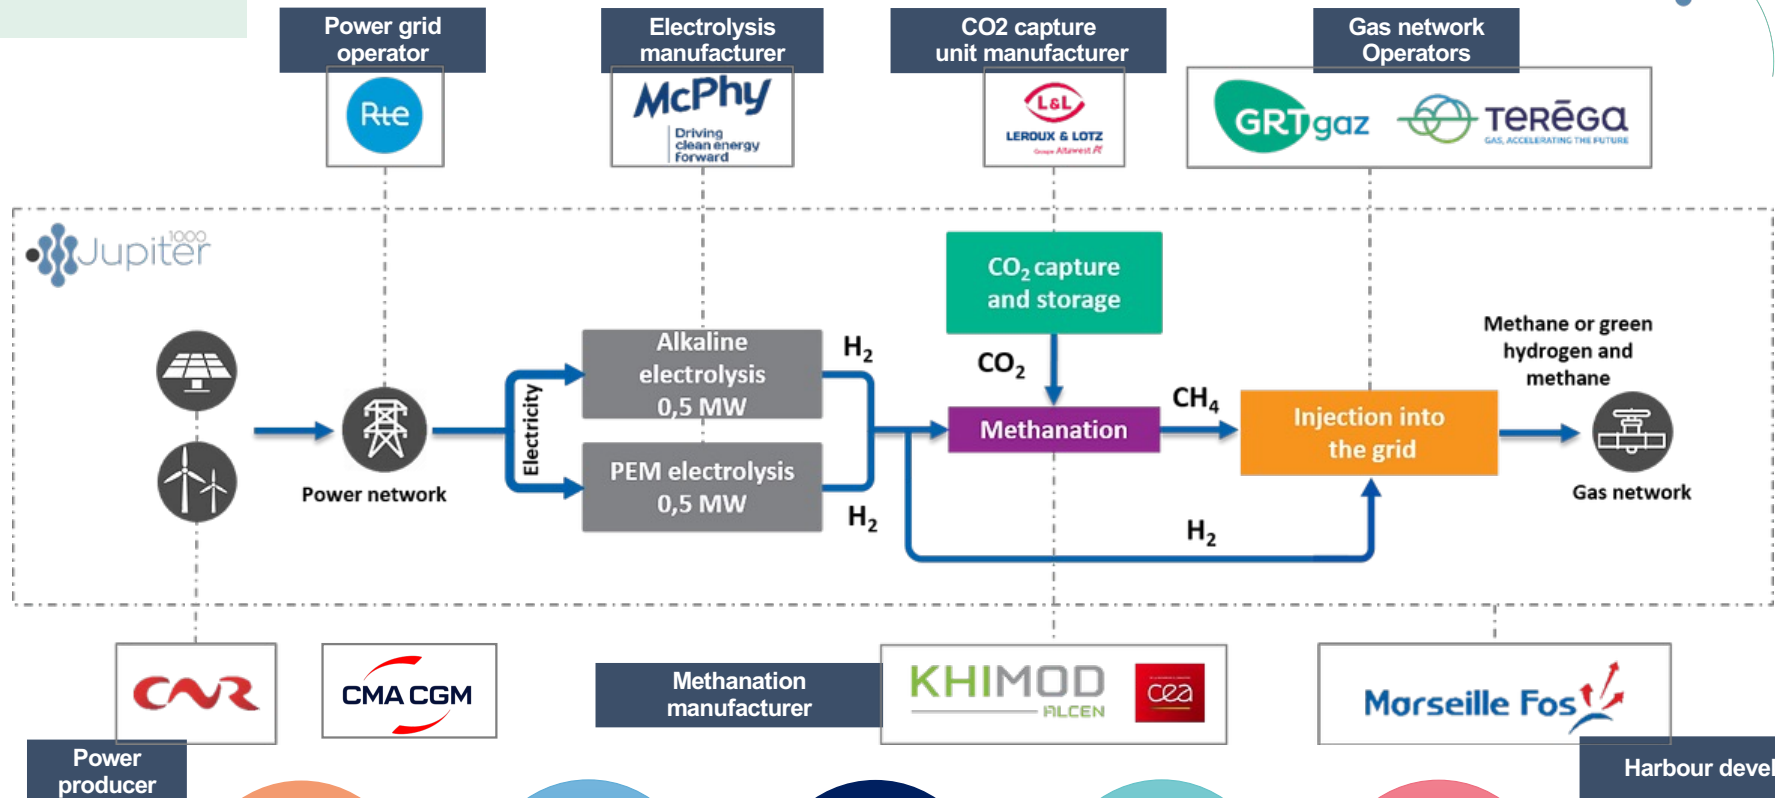 Power grid
operator
Electrolysis
manufacturer
CO2 capture
unit manufacturer
Gas network
Operators
Rte
McPhy
Driving
clean energy
forward
L&L
LEROUX & LOTZ
Groupe Altawest
GRTgaz
TERĒGA
GAS, ACCELERATING THE FUTURE
Jupiter 1000
CO₂ capture
and storage
Methane or green
hydrogen and
methane
Alkaline
electrolysis
0,5 MW
H₂
CO₂
Electricity
CH₄
Methanation
Injection into
the grid
PEM electrolysis
0,5 MW
Power network
H₂
Gas network
H₂
CNR
CMA CGM
Methanation
manufacturer
KHIMOD
ALCEN
cea
Marseille Fos
Power
producer
Harbour devel